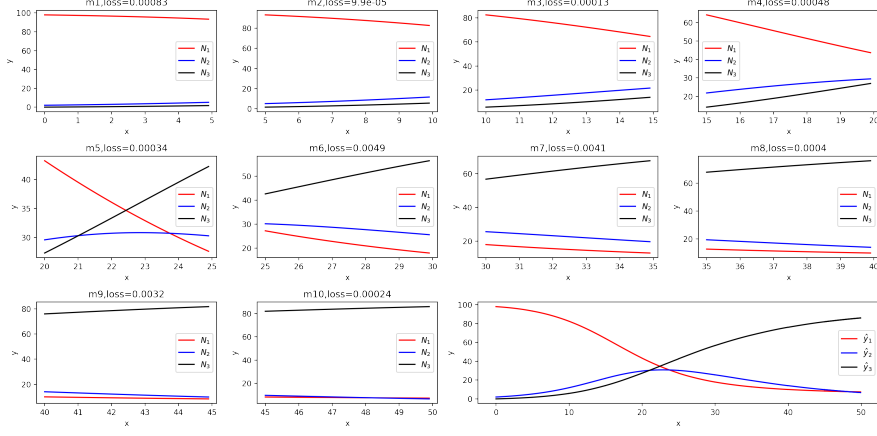 m1,loss=0.00083
m2,loss=9.9e-05
m3,loss=0.00013
m4,loss=0.00048
y
100
80
60
40
20
0
N1
N2
N3
0 1 2 3 4 5
x
y
80
60
40
20
0
N1
N2
N3
5 6 7 8 9 10
x
y
80
60
40
20
N1
N2
N3
10 11 12 13 14 15
x
y
60
50
40
30
20
N1
N2
N3
15 16 17 18 19 20
x
m5,loss=0.00034
m6,loss=0.0049
m7,loss=0.0041
m8,loss=0.0004
y
40
35
30
N1
N2
N3
20 21 22 23 24 25
x
y
50
40
30
20
N1
N2
N3
25 26 27 28 29 30
x
y
60
40
20
N1
N2
N3
30 31 32 33 34 35
x
y
60
40
20
N1
N2
N3
35 36 37 38 39 40
x
m9,loss=0.0032
m10,loss=0.00024
y
80
60
40
20
N1
N2
N3
40 41 42 43 44 45
x
y
80
60
40
20
N1
N2
N3
45 46 47 48 49 50
x
y
100
80
60
40
20
0
ŷ1
ŷ2
ŷ3
0 10 20 30 40 50
x